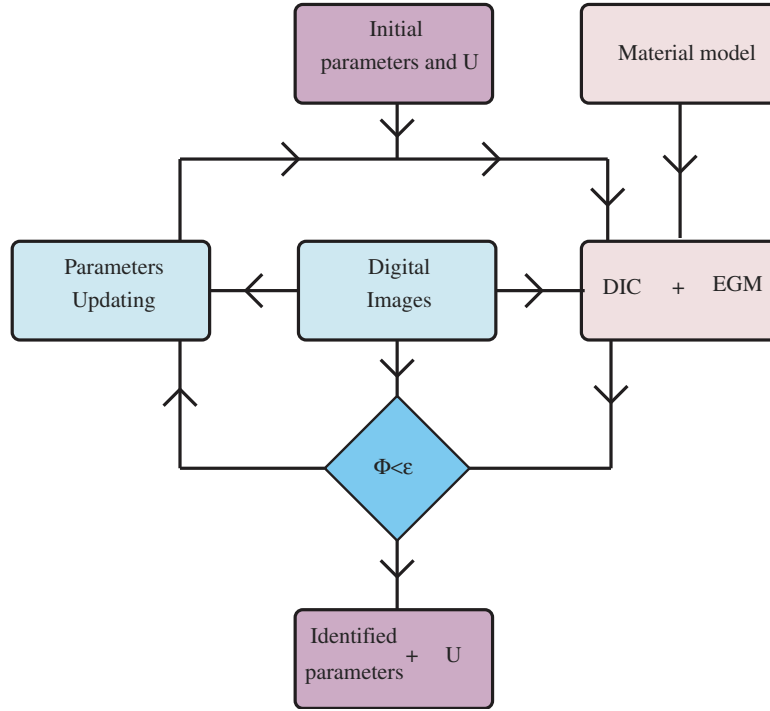 Initial
parameters and U
Material model
Parameters
Updating
Digital
Images
DIC + EGM
Φ<ε
Identified
parameters + U